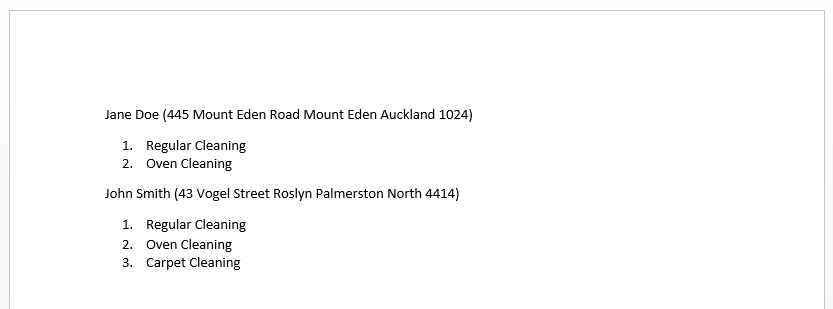 Jane Doe (445 Mount Eden Road Mount Eden Auckland 1024)
1. Regular Cleaning
2. Oven Cleaning
John Smith (43 Vogel Street Roslyn Palmerston North 4414)
1. Regular Cleaning
2. Oven Cleaning
3. Carpet Cleaning